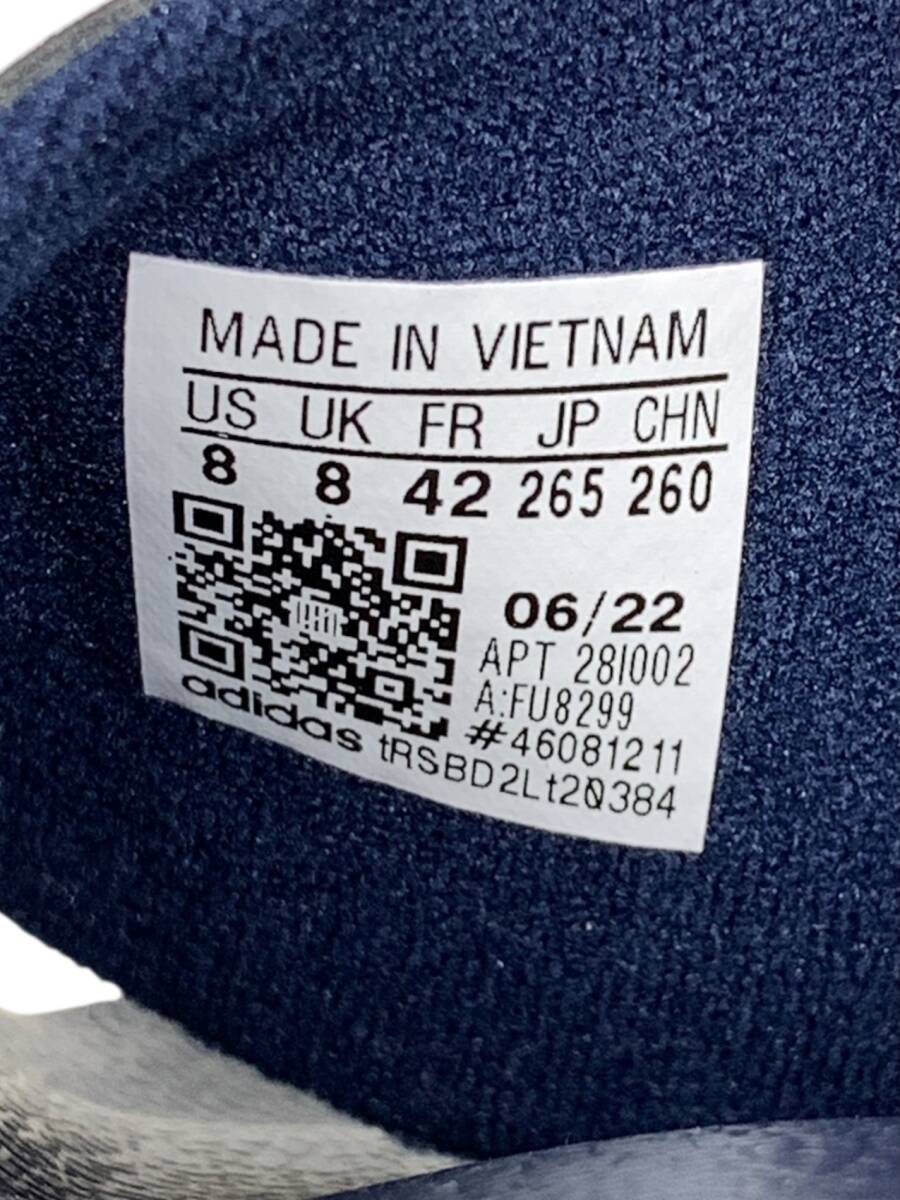 MADE IN VIETNAM
US UK FR JP CHN
8 8 42 265 260
06/22
APT 28I002
A:FU8299
#46081211
adidas tRSBD2Lt20384